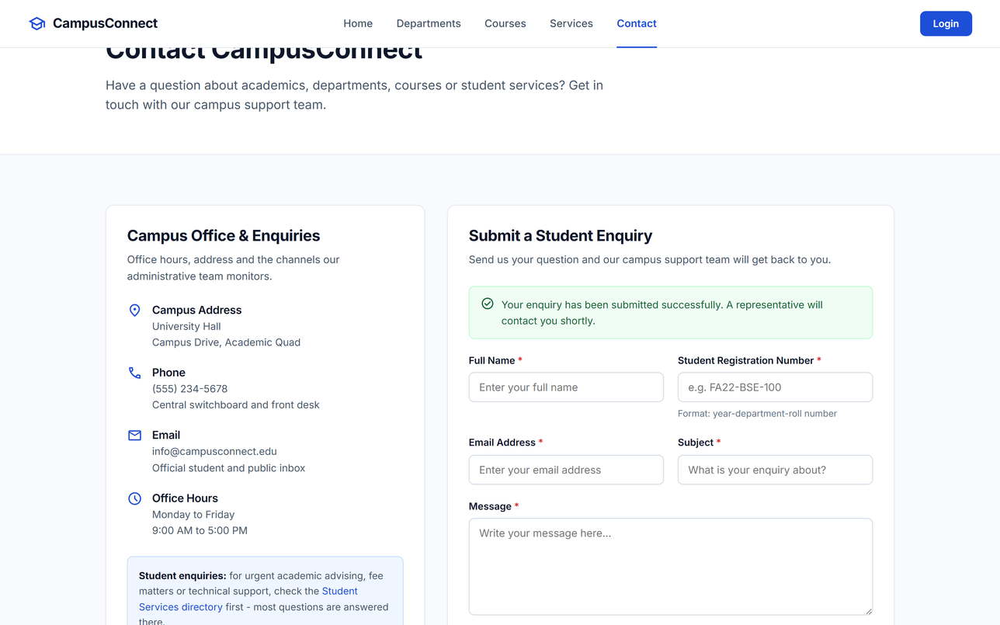 CampusConnect
Home
Departments
Courses
Services
Contact
Login
Contact CampusConnect
Have a question about academics, departments, courses or student services? Get in
touch with our campus support team.
Campus Office & Enquiries
Office hours, address and the channels our
administrative team monitors.
Campus Address
University Hall
Campus Drive, Academic Quad
Phone
(555) 234-5678
Central switchboard and front desk
Email
info@campusconnect.edu
Official student and public inbox
Office Hours
Monday to Friday
9:00 AM to 5:00 PM
Student enquiries: for urgent academic advising, fee
matters or technical support, check the Student
Services directory first - most questions are answered
there.
Submit a Student Enquiry
Send us your question and our campus support team will get back to you.
Your enquiry has been submitted successfully. A representative will
contact you shortly.
Full Name *
Enter your full name
Student Registration Number *
e.g. FA22-BSE-100
Format: year-department-roll number
Email Address *
Enter your email address
Subject *
What is your enquiry about?
Message *
Write your message here...